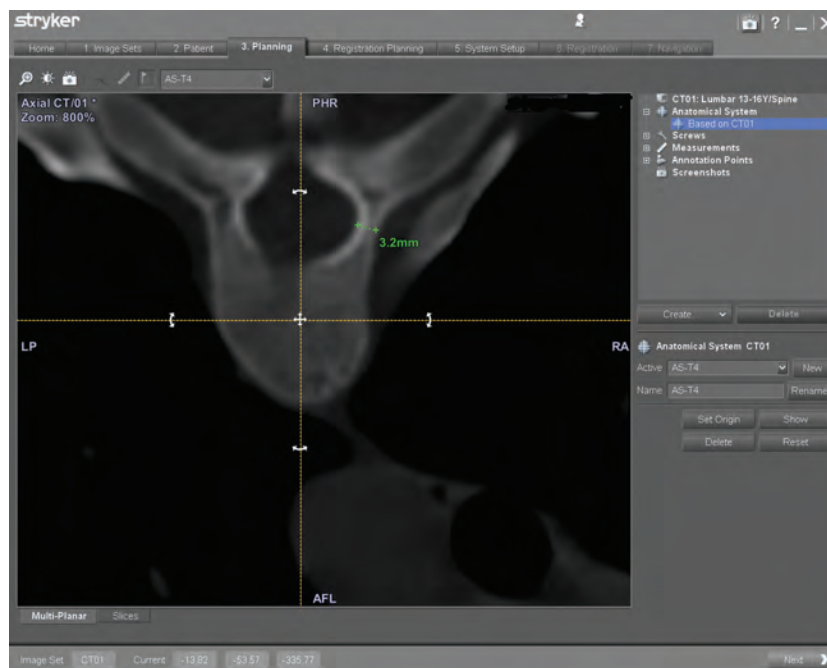 stryker
?
Home 1. Image Sets 2. Patient 3. Planning 4. Registration Planning 5. System Setup 6. Registration 7. Navigation
AS-T4
Axial CT/01 *
Zoom: 800%
PHR
3.2mm
LP
RA
AFL
CT01: Lumbar 13-16Y/Spine
Anatomical System
Based on CT01
Screws
Measurements
Annotation Points
Screenshots
Create Delete
Anatomical System CT01
Active AS-T4 New
Name AS-T4 Rename
Set Origin Show
Delete Reset
Multi-Planar Slices
Image Set CT01 Current -13.82 -53.57 -335.77 Next